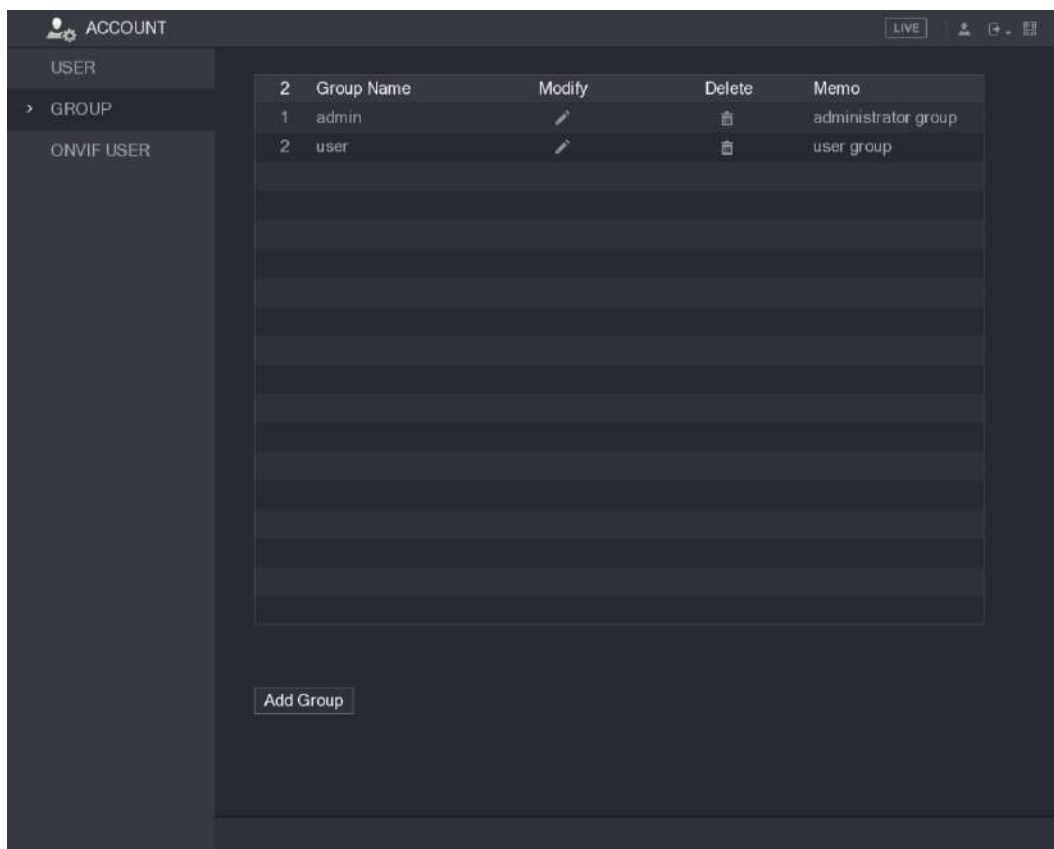 ACCOUNT LIVE
USER
GROUP
ONVIF USER
2 Group Name Modify Delete Memo
1 admin administrator group
2 user user group
Add Group